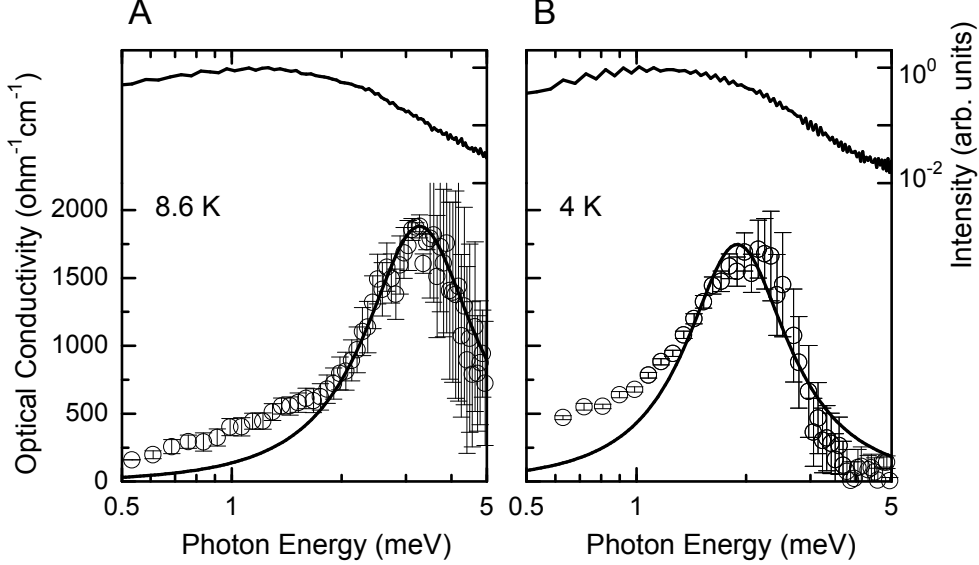 A
B
Optical Conductivity (ohm⁻¹cm⁻¹)
2000
1500
1000
500
0
8.6 K
4 K
10⁰
10⁻²
Intensity (arb. units)
0.5
1
5
0.5
1
5
Photon Energy (meV)
Photon Energy (meV)